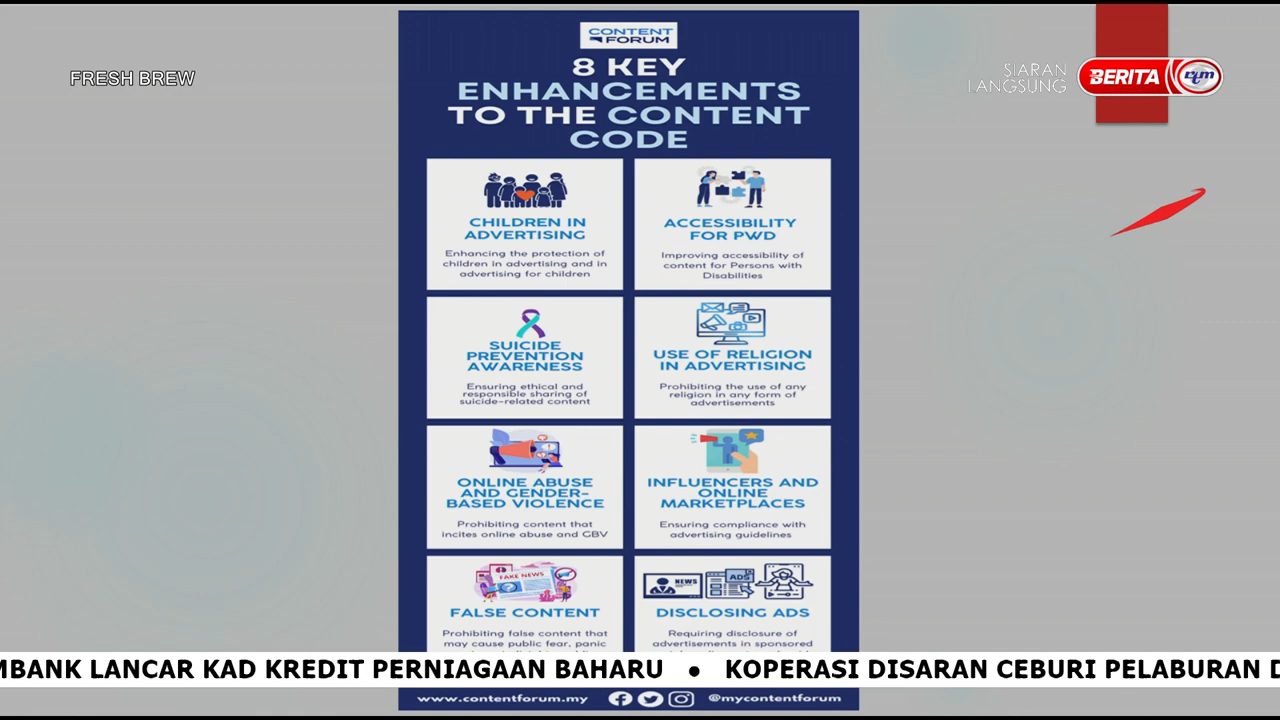 FRESH BREW
SIARAN
LANGSUNG
BERITA
rtm
CONTENT
FORUM
8 KEY
ENHANCEMENTS
TO THE CONTENT
CODE
CHILDREN IN
ADVERTISING
Enhancing the protection of
children in advertising and in
advertising for children
ACCESSIBILITY
FOR PWD
Improving accessibility of
content for Persons with
Disabilities
SUICIDE
PREVENTION
AWARENESS
Ensuring ethical and
responsible sharing of
suicide-related content
USE OF RELIGION
IN ADVERTISING
Prohibiting the use of any
religion in any form of
advertisements
ONLINE ABUSE
AND GENDER-
BASED VIOLENCE
Prohibiting content that
incites online abuse and GBV
INFLUENCERS AND
ONLINE
MARKETPLACES
Ensuring compliance with
advertising guidelines
FAKE NEWS
FALSE CONTENT
Prohibiting false content that
may cause public fear, panic
NEWS
ADS
DISCLOSING ADS
Requiring disclosure of
advertisements in sponsored
MBANK LANCAR KAD KREDIT PERNIAGAAN BAHARU • KOPERASI DISARAN CEBURI PELABURAN D
www.contentforum.my
@mycontentforum